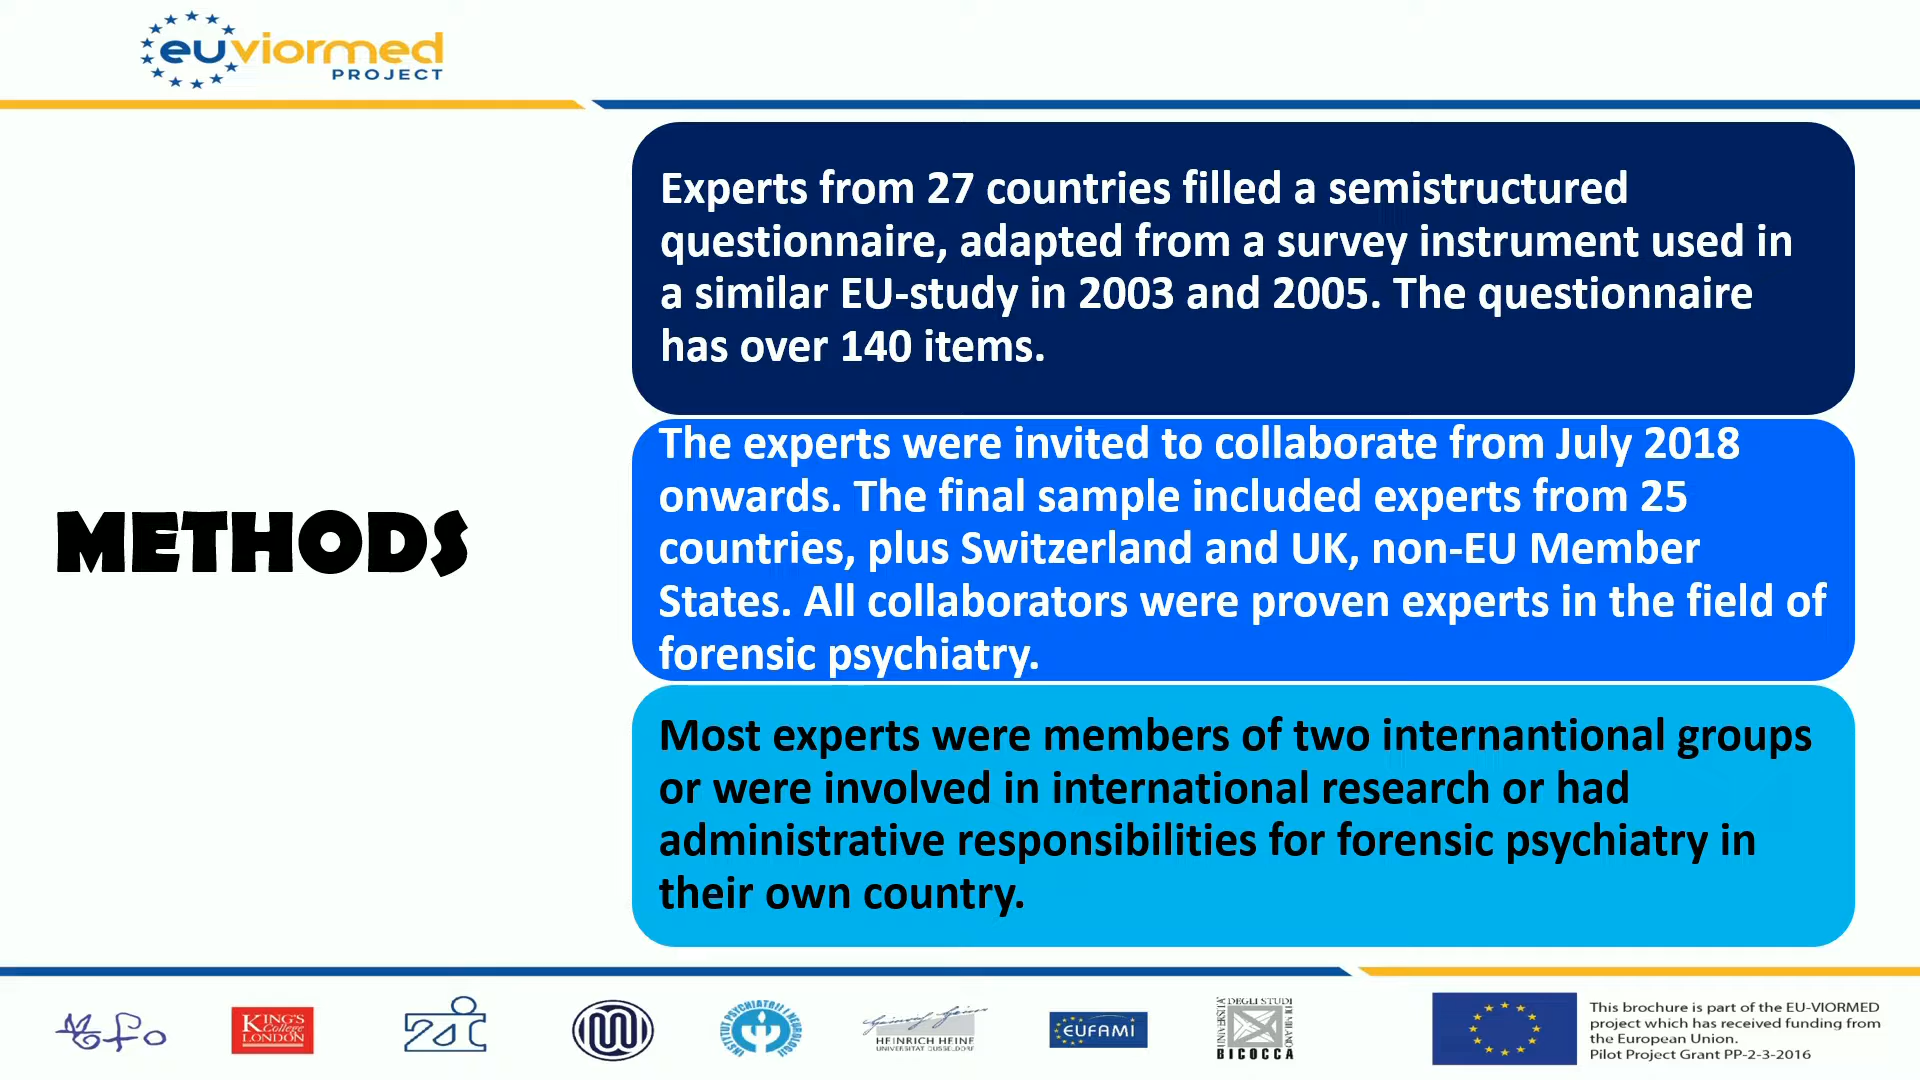 euviormed
PROJECT
METHODS
Experts from 27 countries filled a semistructured
questionnaire, adapted from a survey instrument used in
a similar EU-study in 2003 and 2005. The questionnaire
has over 140 items.
The experts were invited to collaborate from July 2018
onwards. The final sample included experts from 25
countries, plus Switzerland and UK, non-EU Member
States. All collaborators were proven experts in the field of
forensic psychiatry.
Most experts were members of two internantional groups
or were involved in international research or had
administrative responsibilities for forensic psychiatry in
their own country.
KING'S
College
LONDON
INSTYTUT PSYCHIATRII I NEUROLOGII
HEINRICH HEINE
UNIVERSITÄT DÜSSELDORF
EUFAMI
DEGLI STUDI
BICOCCA
This brochure is part of the EU-VIORMED
project which has received funding from
the European Union.
Pilot Project Grant PP-2-3-2016